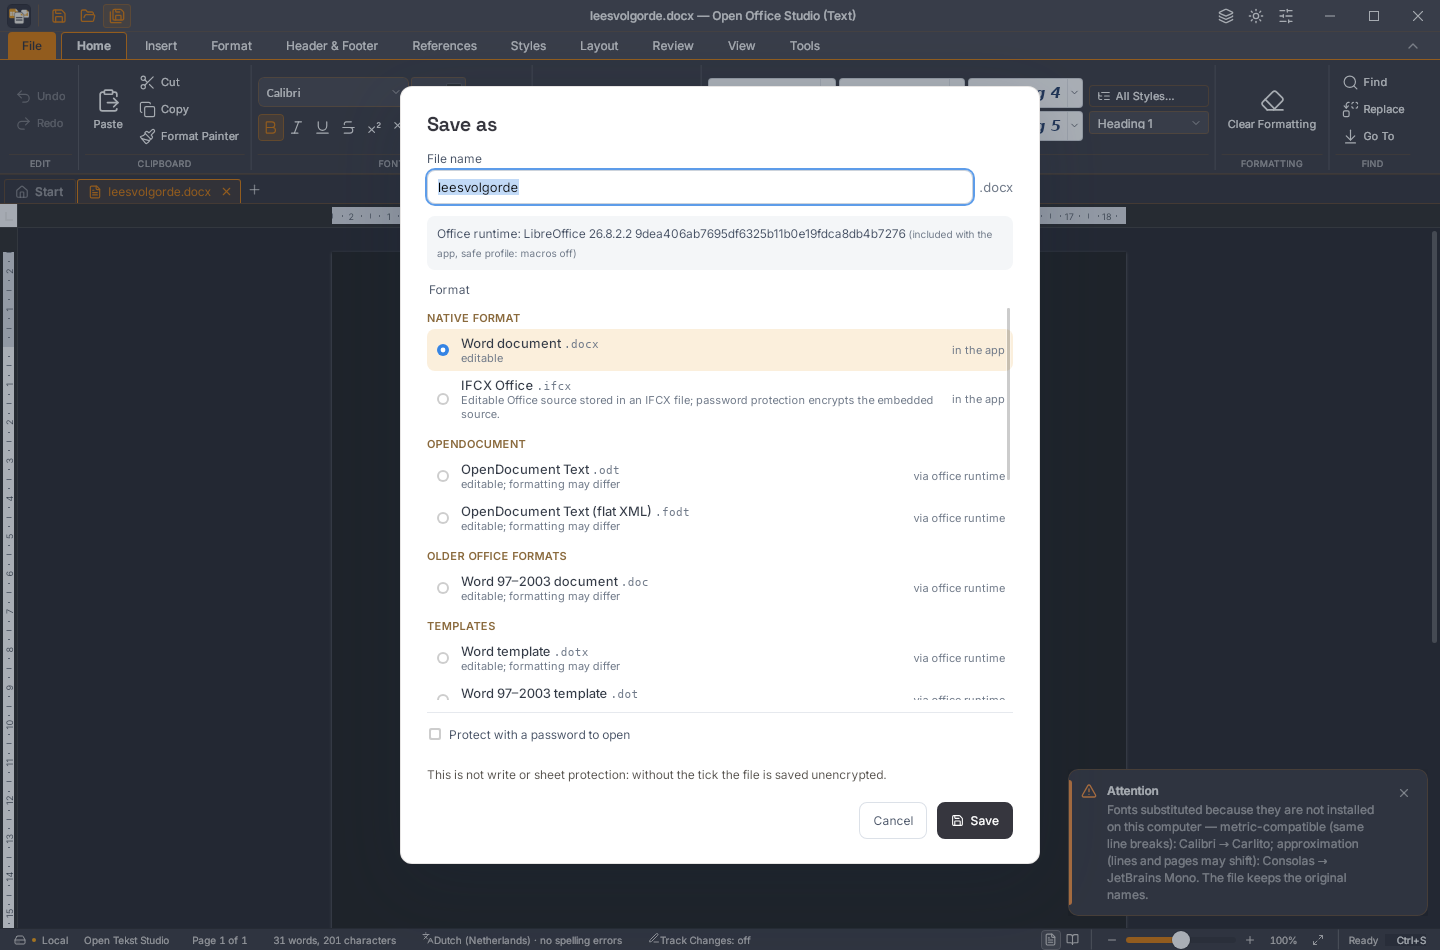 leesvolgorde.docx — Open Office Studio (Text)
File Home Insert Format Header & Footer References Styles Layout Review View Tools
Undo
Redo
EDIT
Paste
Cut
Copy
Format Painter
CLIPBOARD
Calibri
FONT
All Styles...
Heading 1
Clear Formatting
FORMATTING
Find
Replace
Go To
FIND
Start
leesvolgorde.docx
Save as
File name
leesvolgorde .docx
Office runtime: LibreOffice 26.8.2.2 9dea406ab7695df6325b11b0e19fdca8db4b7276 (included with the
app, safe profile: macros off)
Format
NATIVE FORMAT
Word document .docx
editable
in the app
IFCX Office .ifcx
Editable Office source stored in an IFCX file; password protection encrypts the embedded
source.
in the app
OPENDOCUMENT
OpenDocument Text .odt
editable; formatting may differ
via office runtime
OpenDocument Text (flat XML) .fodt
editable; formatting may differ
via office runtime
OLDER OFFICE FORMATS
Word 97–2003 document .doc
editable; formatting may differ
via office runtime
TEMPLATES
Word template .dotx
editable; formatting may differ
via office runtime
Word 97–2003 template .dot
via office runtime
Protect with a password to open
This is not write or sheet protection: without the tick the file is saved unencrypted.
Cancel
Save
Attention
Fonts substituted because they are not installed
on this computer — metric-compatible (same
line breaks): Calibri → Carlito; approximation
(lines and pages may shift): Consolas →
JetBrains Mono. The file keeps the original
names.
Local Open Tekst Studio Page 1 of 1 31 words, 201 characters Dutch (Netherlands) · no spelling errors Track Changes: off 100% Ready Ctrl+S